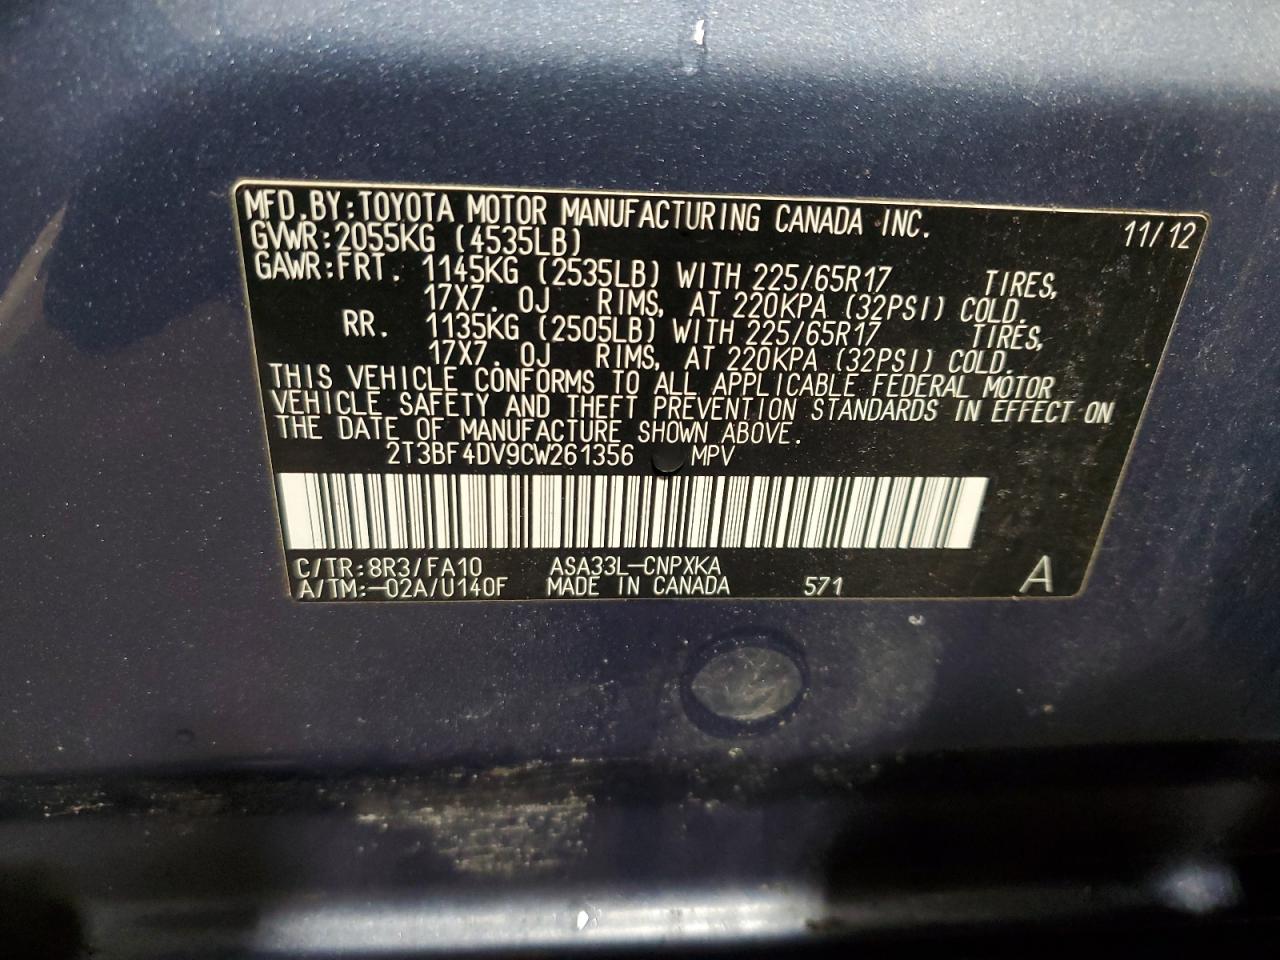 MFD.BY:TOYOTA MOTOR MANUFACTURING CANADA INC. 11/12
GVWR:2055KG (4535LB)
GAWR:FRT. 1145KG (2535LB) WITH 225/65R17 TIRES,
17X7.0J RIMS, AT 220KPA (32PSI) COLD.
RR. 1135KG (2505LB) WITH 225/65R17 TIRES,
17X7.0J RIMS, AT 220KPA (32PSI) COLD.
THIS VEHICLE CONFORMS TO ALL APPLICABLE FEDERAL MOTOR
VEHICLE SAFETY AND THEFT PREVENTION STANDARDS IN EFFECT ON
THE DATE OF MANUFACTURE SHOWN ABOVE.
2T3BF4DV9CW261356 MPV
C/TR:8R3/FA10 ASA33L-CNPXKA
A/TM:-02A/U140F MADE IN CANADA 571 A